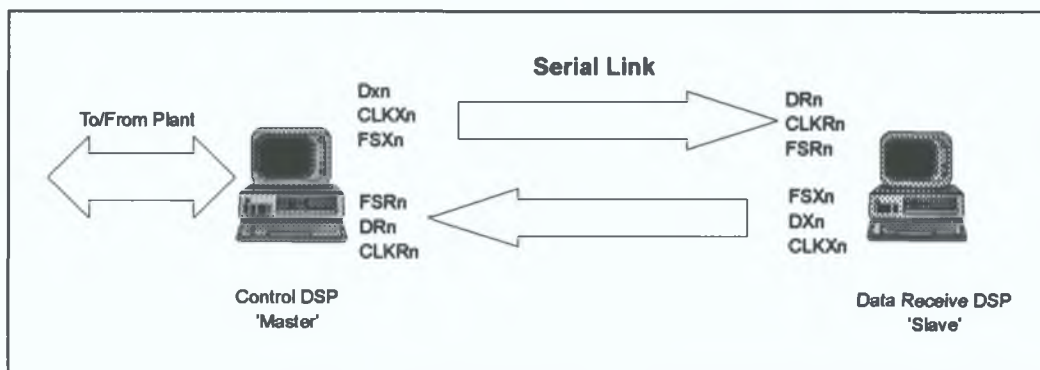 Serial Link
To/From Plant
Dxn
CLKXn
FSXn
DRn
CLKRn
FSRn
FSRn
DRn
CLKRn
FSXn
DXn
CLKXn
Control DSP
'Master'
Data Receive DSP
'Slave'